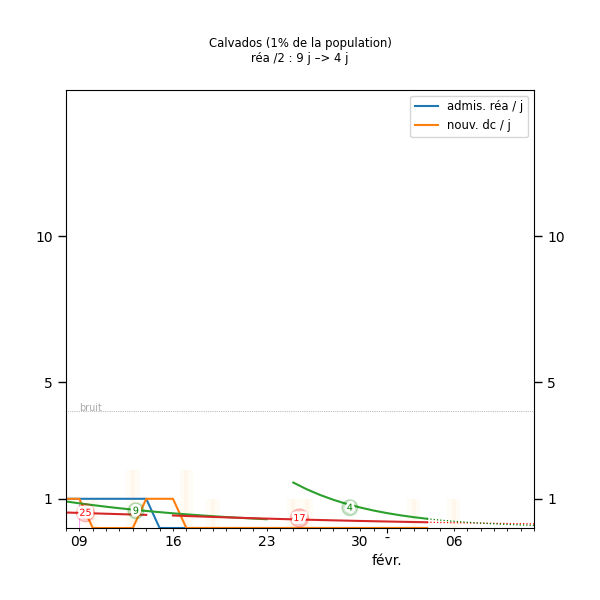 Calvados (1% de la population)
réa /2 : 9 j –> 4 j
admis. réa / j
nouv. dc / j
10
10
5
5
bruit
1
1
25
9
17
4
09
16
23
30
-
06
févr.